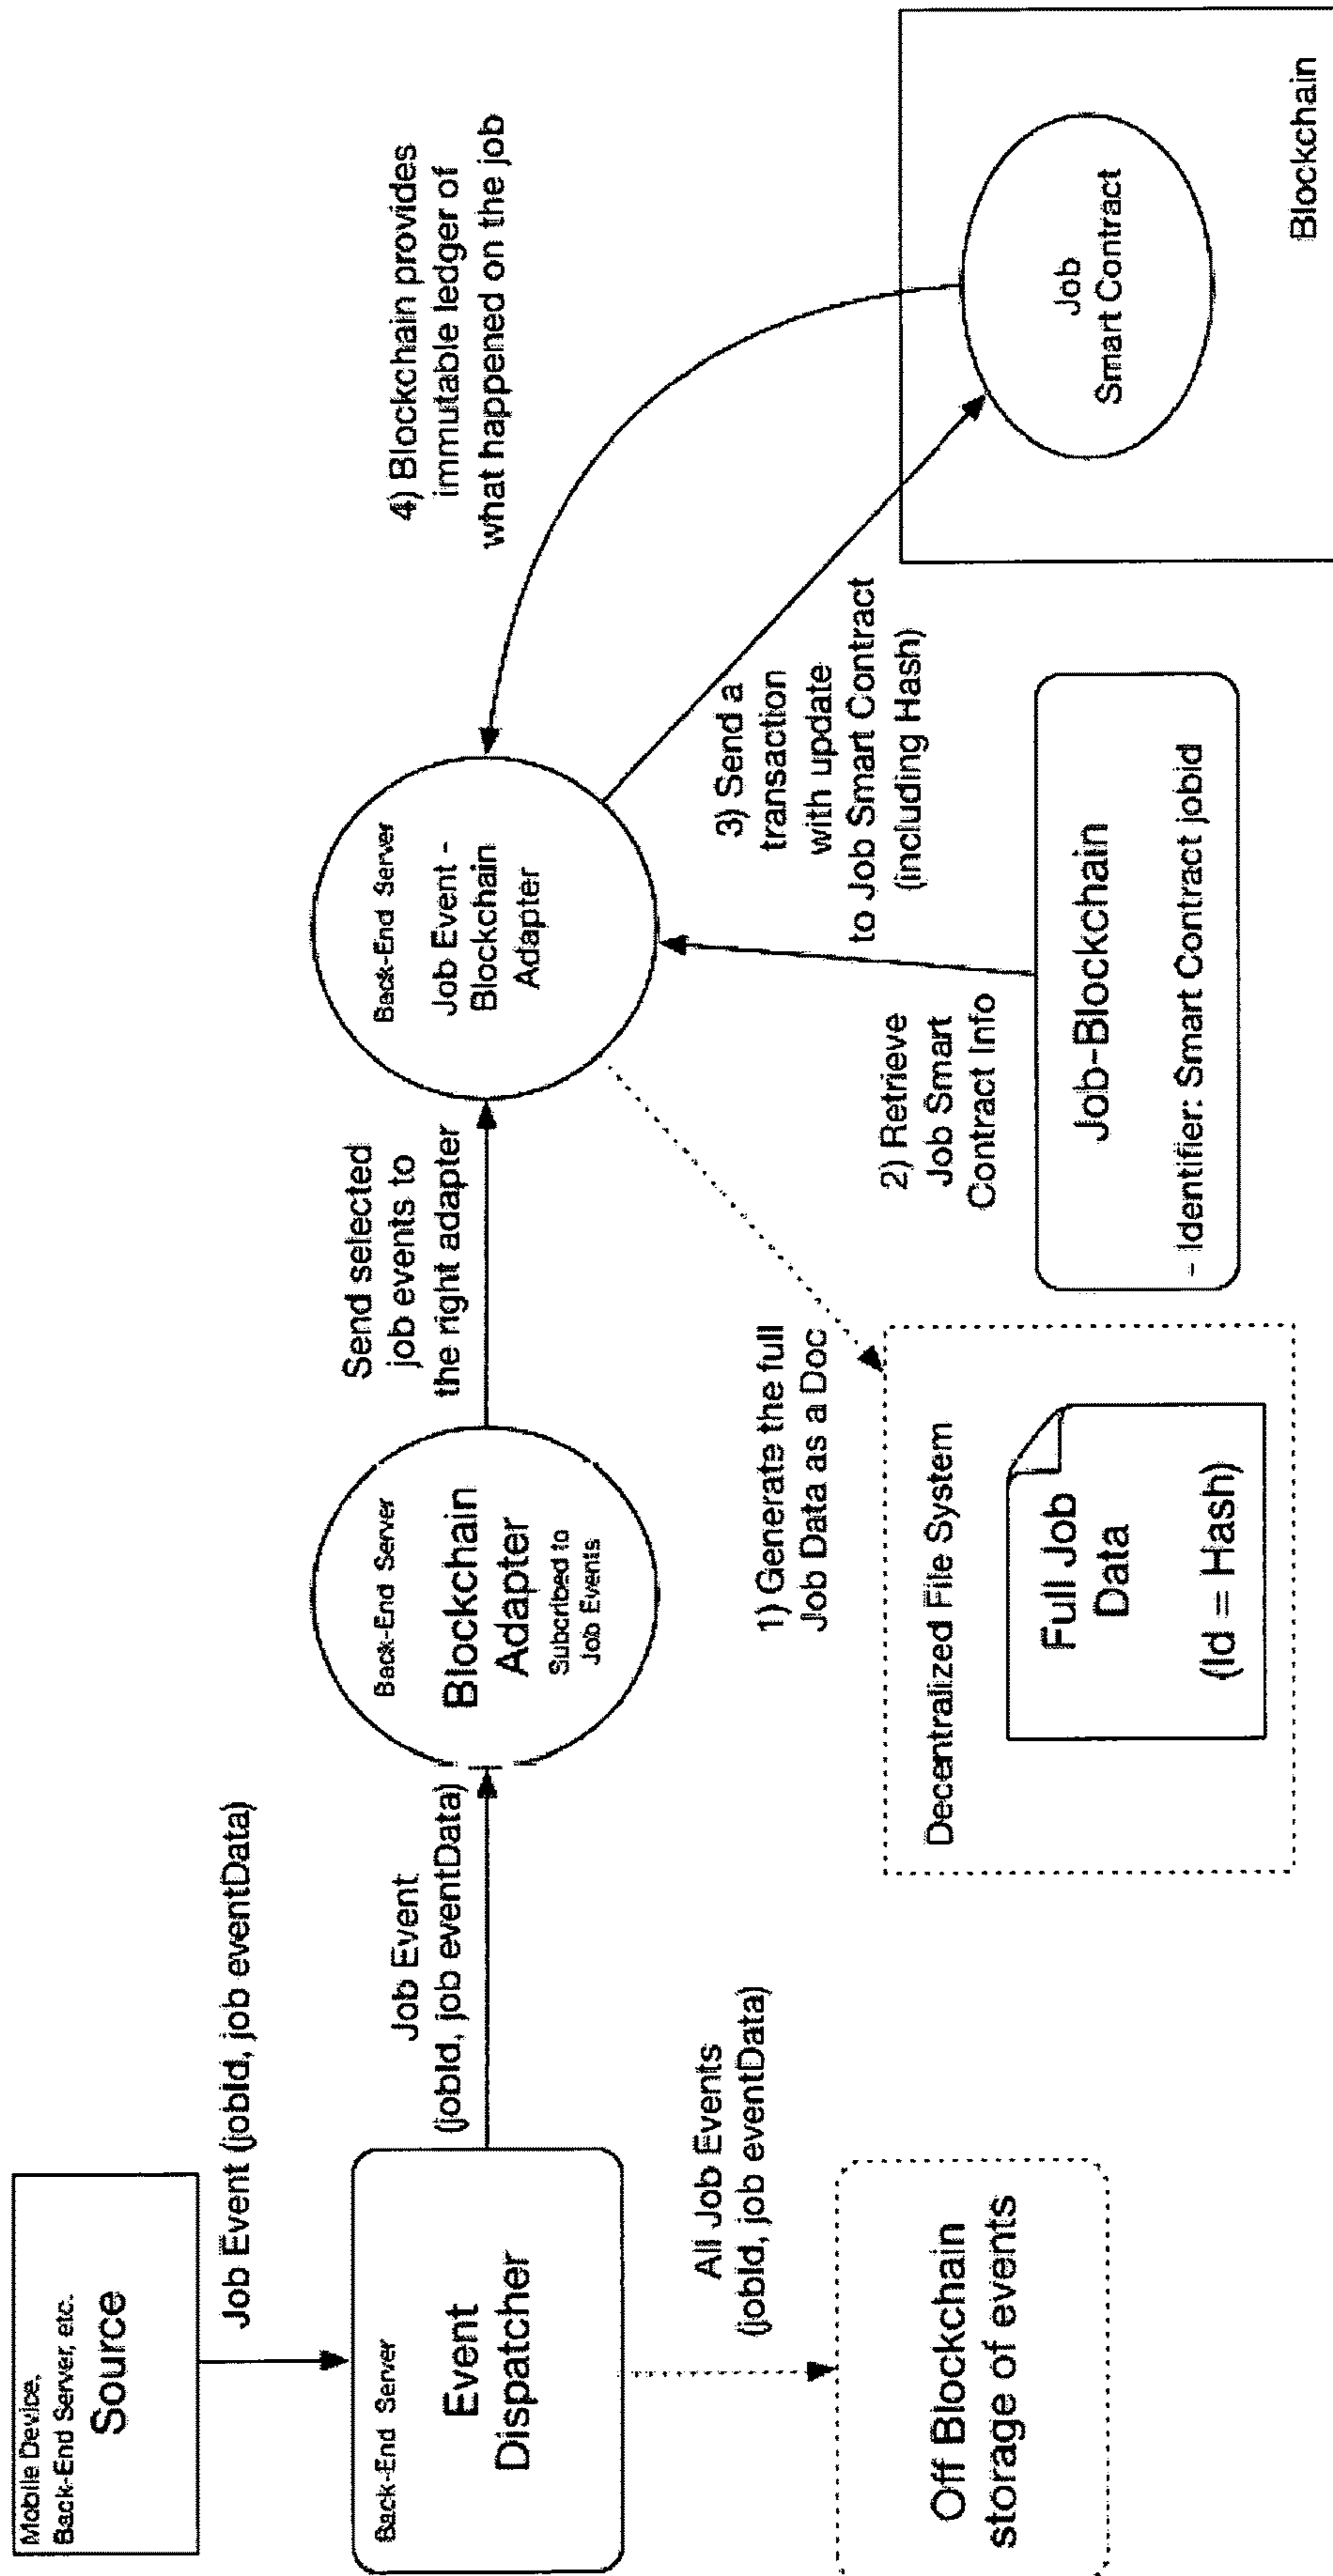 Mobile Device,
Back-End Server, etc.
Source
Job Event (jobId, job eventData)
Back-End Server
Event
Dispatcher
All Job Events
(jobId, job eventData)
Off Blockchain
storage of events
Job Event
(jobId, job eventData)
Back-End Server
Blockchain
Adapter
Subcribed to
Job Events
Send selected
job events to
the right adapter
Back-End Server
Job Event -
Blockchain
Adapter
1) Generate the full
Job Data as a Doc
Decentralized File System
Full Job
Data
(Id = Hash)
2) Retrieve
Job Smart
Contract Info
Job-Blockchain
- Identifier: Smart Contract jobid
3) Send a
transaction
with update
to Job Smart Contract
(including Hash)
4) Blockchain provides
immutable ledger of
what happened on the job
Job
Smart Contract
Blockchain